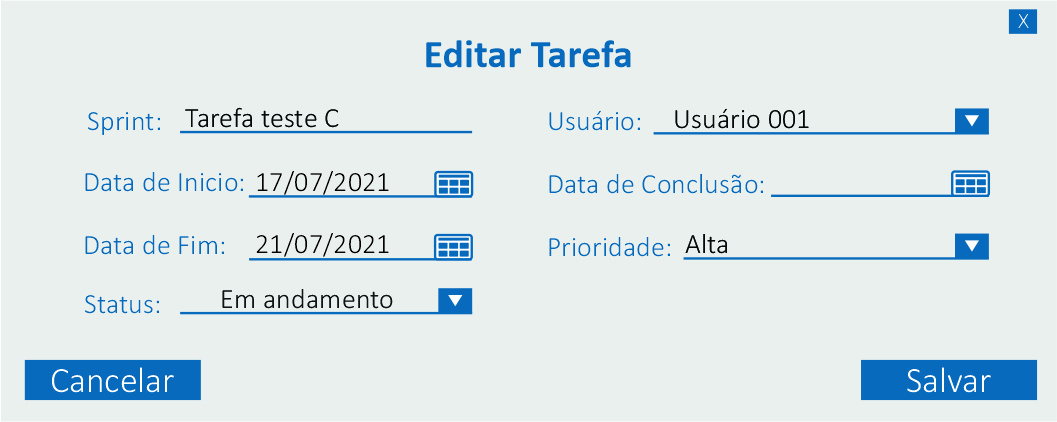 X
Editar Tarefa
Sprint: Tarefa teste C
Usuário: Usuário 001
Data de Inicio: 17/07/2021
Data de Conclusão:
Data de Fim: 21/07/2021
Prioridade: Alta
Status: Em andamento
Cancelar
Salvar